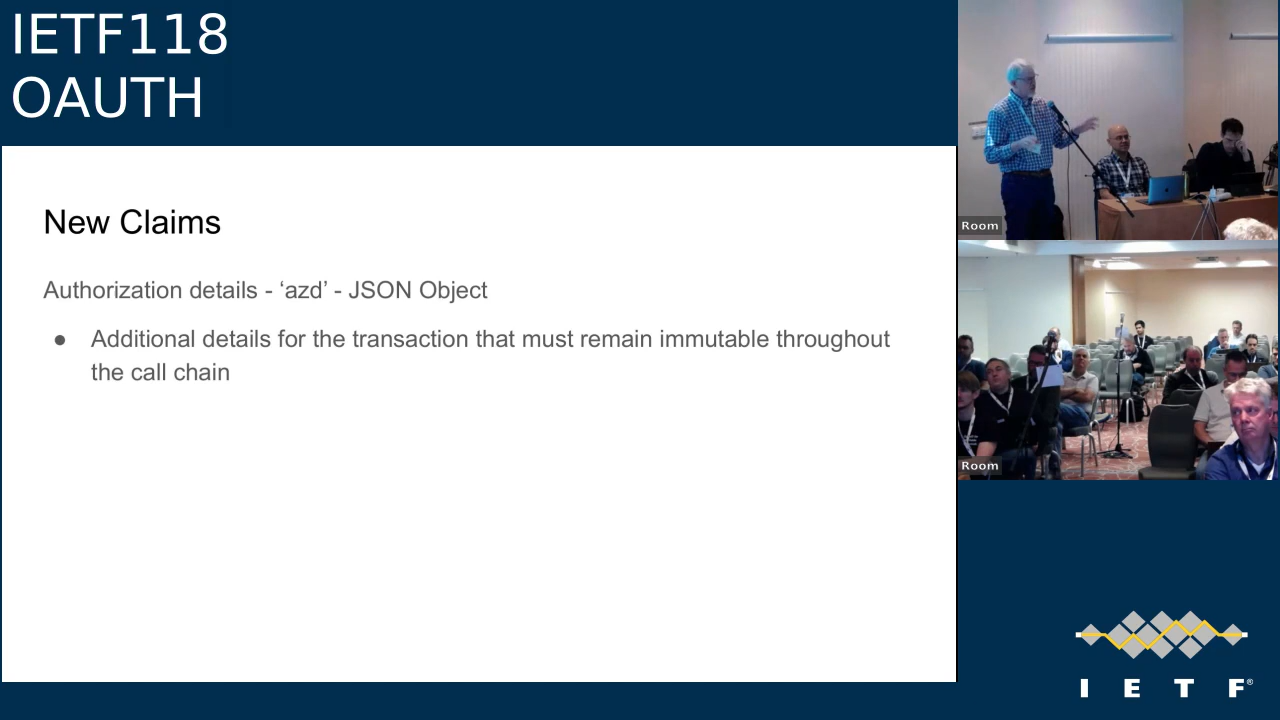 IETF118
OAUTH
New Claims
Authorization details - ‘azd’ - JSON Object
● Additional details for the transaction that must remain immutable throughout
the call chain
Room
Room
I E T F®